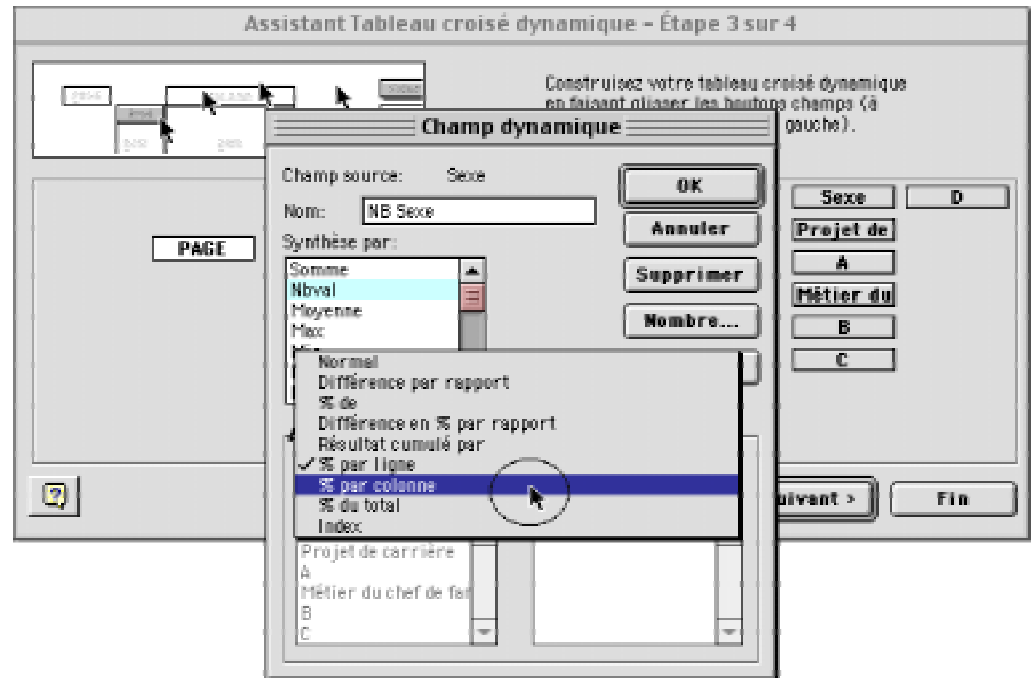 Assistant Tableau croisé dynamique – Étape 3 sur 4
Construisez votre tableau croisé dynamique
en faisant glisser les boutons champs (à
gauche).
Champ dynamique
Champ source: Sexe
Nom: NB Sexe
Synthèse par:
Somme
Nbval
Moyenne
Max
OK
Annuler
Supprimer
Nombre...
Normal
Différence par rapport
% de
Différence en % par rapport
Résultat cumulé par
✓% par ligne
% par colonne
% du total
Index
Projet de carrière
A
Métier du chef de fam
B
C
PAGE
Sexe
D
Projet de
A
Métier du
B
C
uivant >
Fin